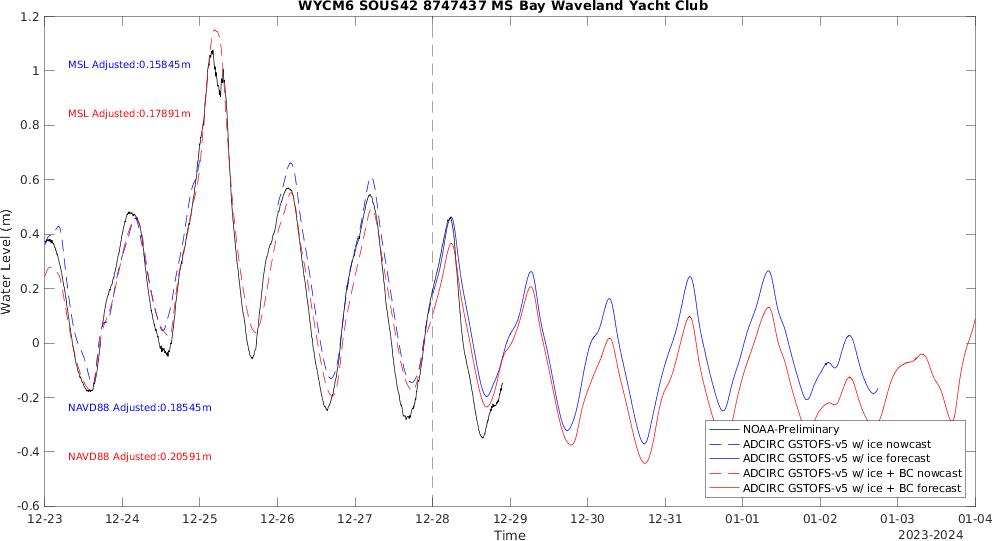 WYCM6 SOUS42 8747437 MS Bay Waveland Yacht Club
1.2
1
0.8
0.6
0.4
0.2
0
-0.2
-0.4
-0.6
Water Level (m)
MSL Adjusted:0.15845m
MSL Adjusted:0.17891m
NAVD88 Adjusted:0.18545m
NAVD88 Adjusted:0.20591m
NOAA-Preliminary
ADCIRC GSTOFS-v5 w/ ice nowcast
ADCIRC GSTOFS-v5 w/ ice forecast
ADCIRC GSTOFS-v5 w/ ice + BC nowcast
ADCIRC GSTOFS-v5 w/ ice + BC forecast
12-23 12-24 12-25 12-26 12-27 12-28 12-29 12-30 12-31 01-01 01-02 01-03 01-04
Time
2023-2024